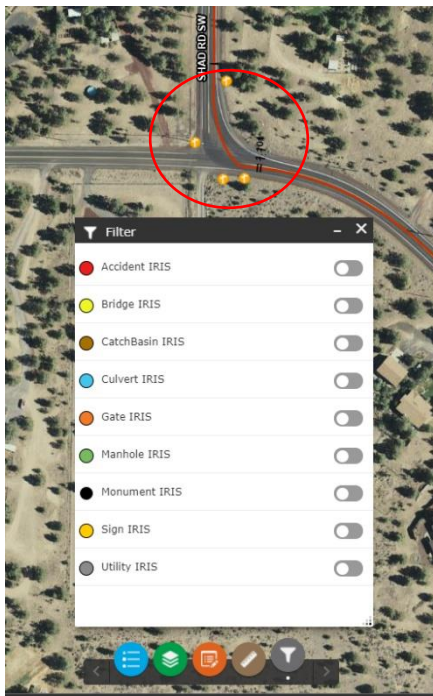 SHAD RD SW
Filter
Accident IRIS
Bridge IRIS
CatchBasin IRIS
Culvert IRIS
Gate IRIS
Manhole IRIS
Monument IRIS
Sign IRIS
Utility IRIS